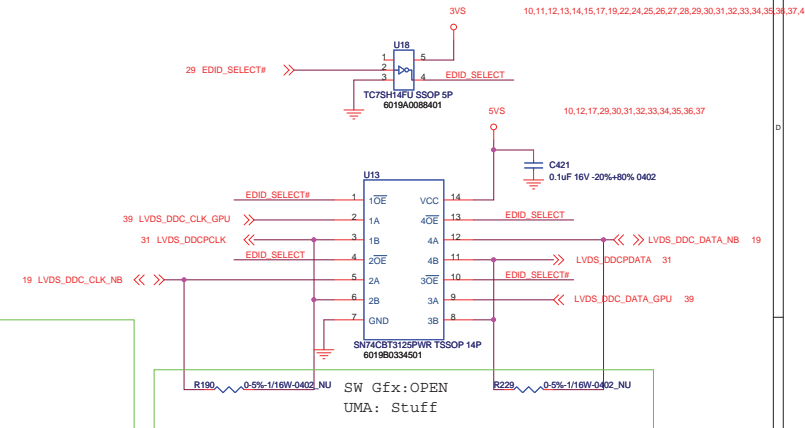 3VS 10,11,12,13,14,15,17,19,22,24,25,26,27,28,29,30,31,32,33,34,35,36,37,4
U18
1 5
29 EDID_SELECT# 2
3 4 EDID_SELECT
TC7SH14FU SSOP 5P
6019A0088401
5VS 10,12,17,29,30,31,32,33,34,35,36,37
D
C421
0.1uF 16V -20%+80% 0402
U13
EDID_SELECT# 1 1OE VCC 14
39 LVDS_DDC_CLK_GPU 2 1A 4OE 13 EDID_SELECT
31 LVDS_DDCPCLK 3 1B 4A 12 LVDS_DDC_DATA_NB 19
EDID_SELECT 4 2OE 4B 11 LVDS_DDCPDATA 31
19 LVDS_DDC_CLK_NB 5 2A 3OE 10 EDID_SELECT#
6 2B 3A 9 LVDS_DDC_DATA_GPU 39
7 GND 3B 8
SN74CBT3125PWR TSSOP 14P
6019B0334501
R190 0-5%-1/16W-0402_NU SW Gfx:OPEN R229 0-5%-1/16W-0402_NU
UMA: Stuff